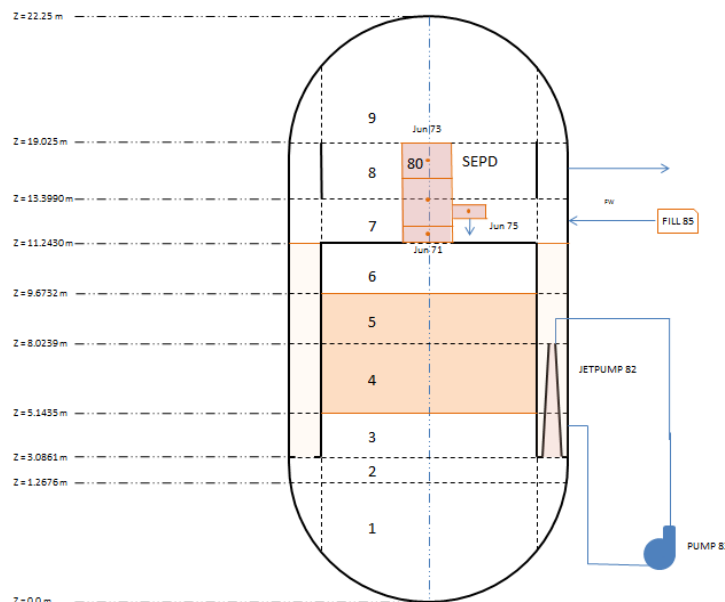 Z = 22.25 m
9
Jun 73
Z = 19.025 m
80
SEPD
8
Z = 13.3990 m
FW
FILL 85
7
Jun 75
Z = 11.2430 m
Jun 71
6
Z = 9.6732 m
5
Z = 8.0239 m
JETPUMP 82
4
Z = 5.1435 m
3
Z = 3.0861 m
2
Z = 1.2676 m
1
PUMP 83
Z = 0.0 m